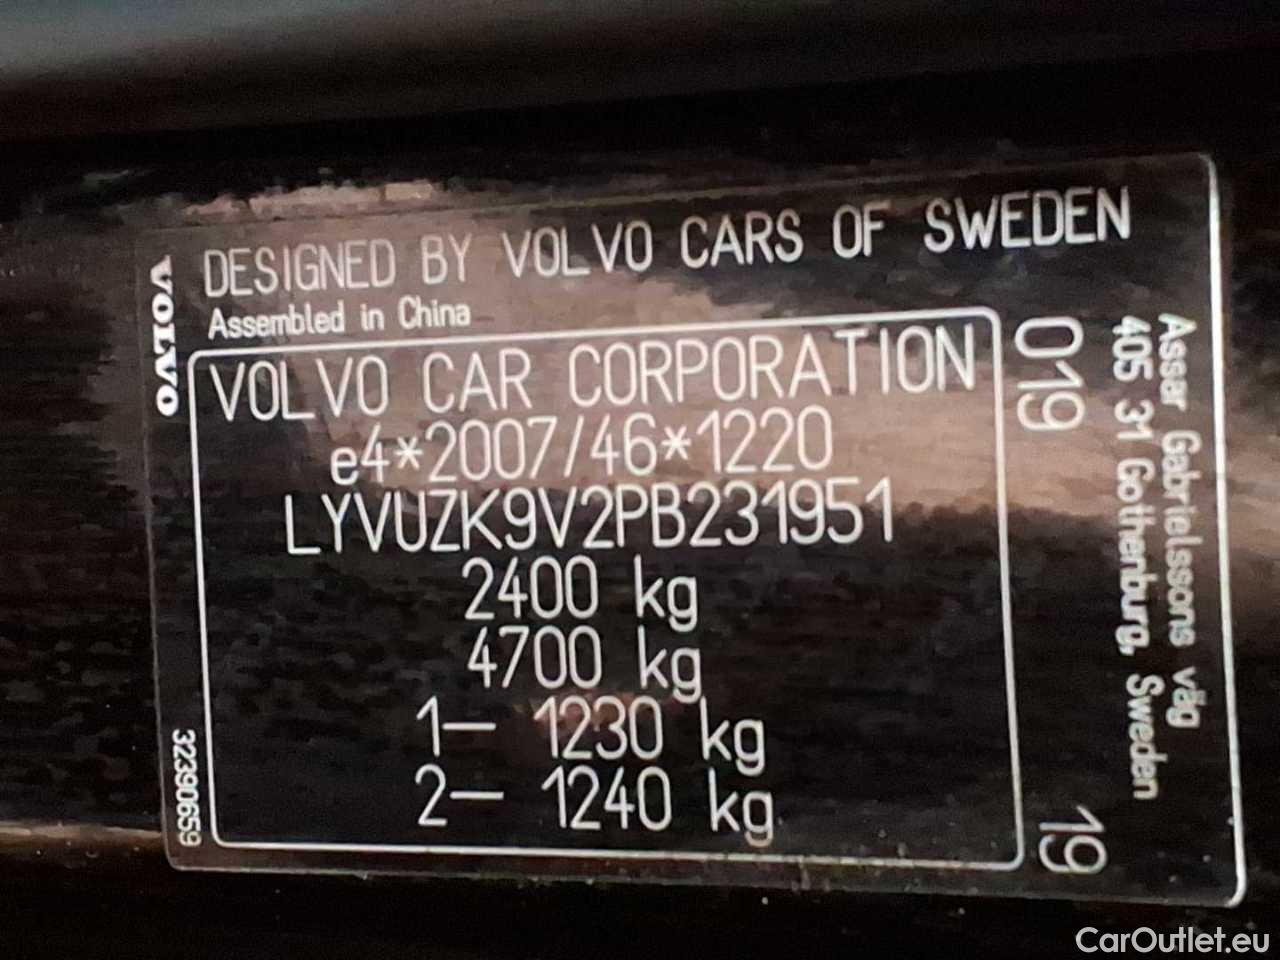 DESIGNED BY VOLVO CARS OF SWEDEN
Assembled in China
VOLVO
VOLVO CAR CORPORATION
e4*2007/46*1220
LYVUZK9V2PB231951
2400 kg
4700 kg
1– 1230 kg
2– 1240 kg
32390659
019
19
Assar Gabrielssons väg
405 31 Gothenburg, Sweden
CarOutlet.eu